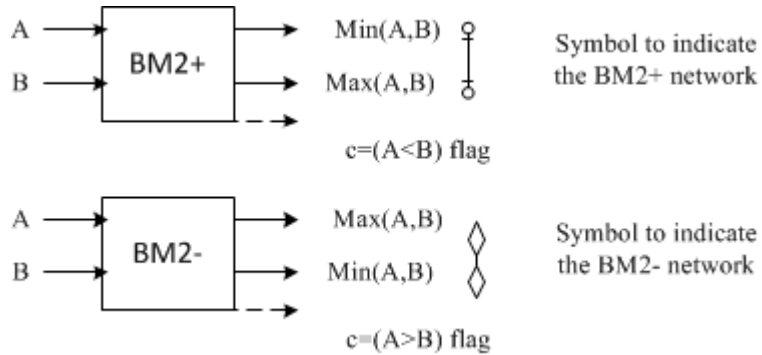 A
BM2+
Min(A,B)
B
Max(A,B)
c=(A<B) flag
Symbol to indicate
the BM2+ network
A
BM2-
Max(A,B)
B
Min(A,B)
c=(A>B) flag
Symbol to indicate
the BM2- network